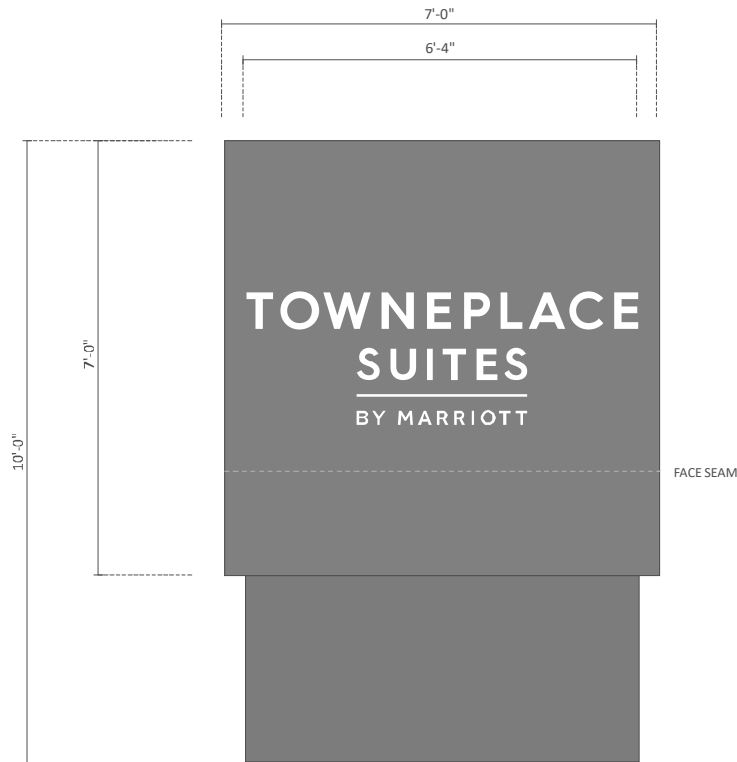 7'-0"
6'-4"
TOWNEPLACE
SUITES
BY MARRIOTT
7'-0"
10'-0"
FACE SEAM